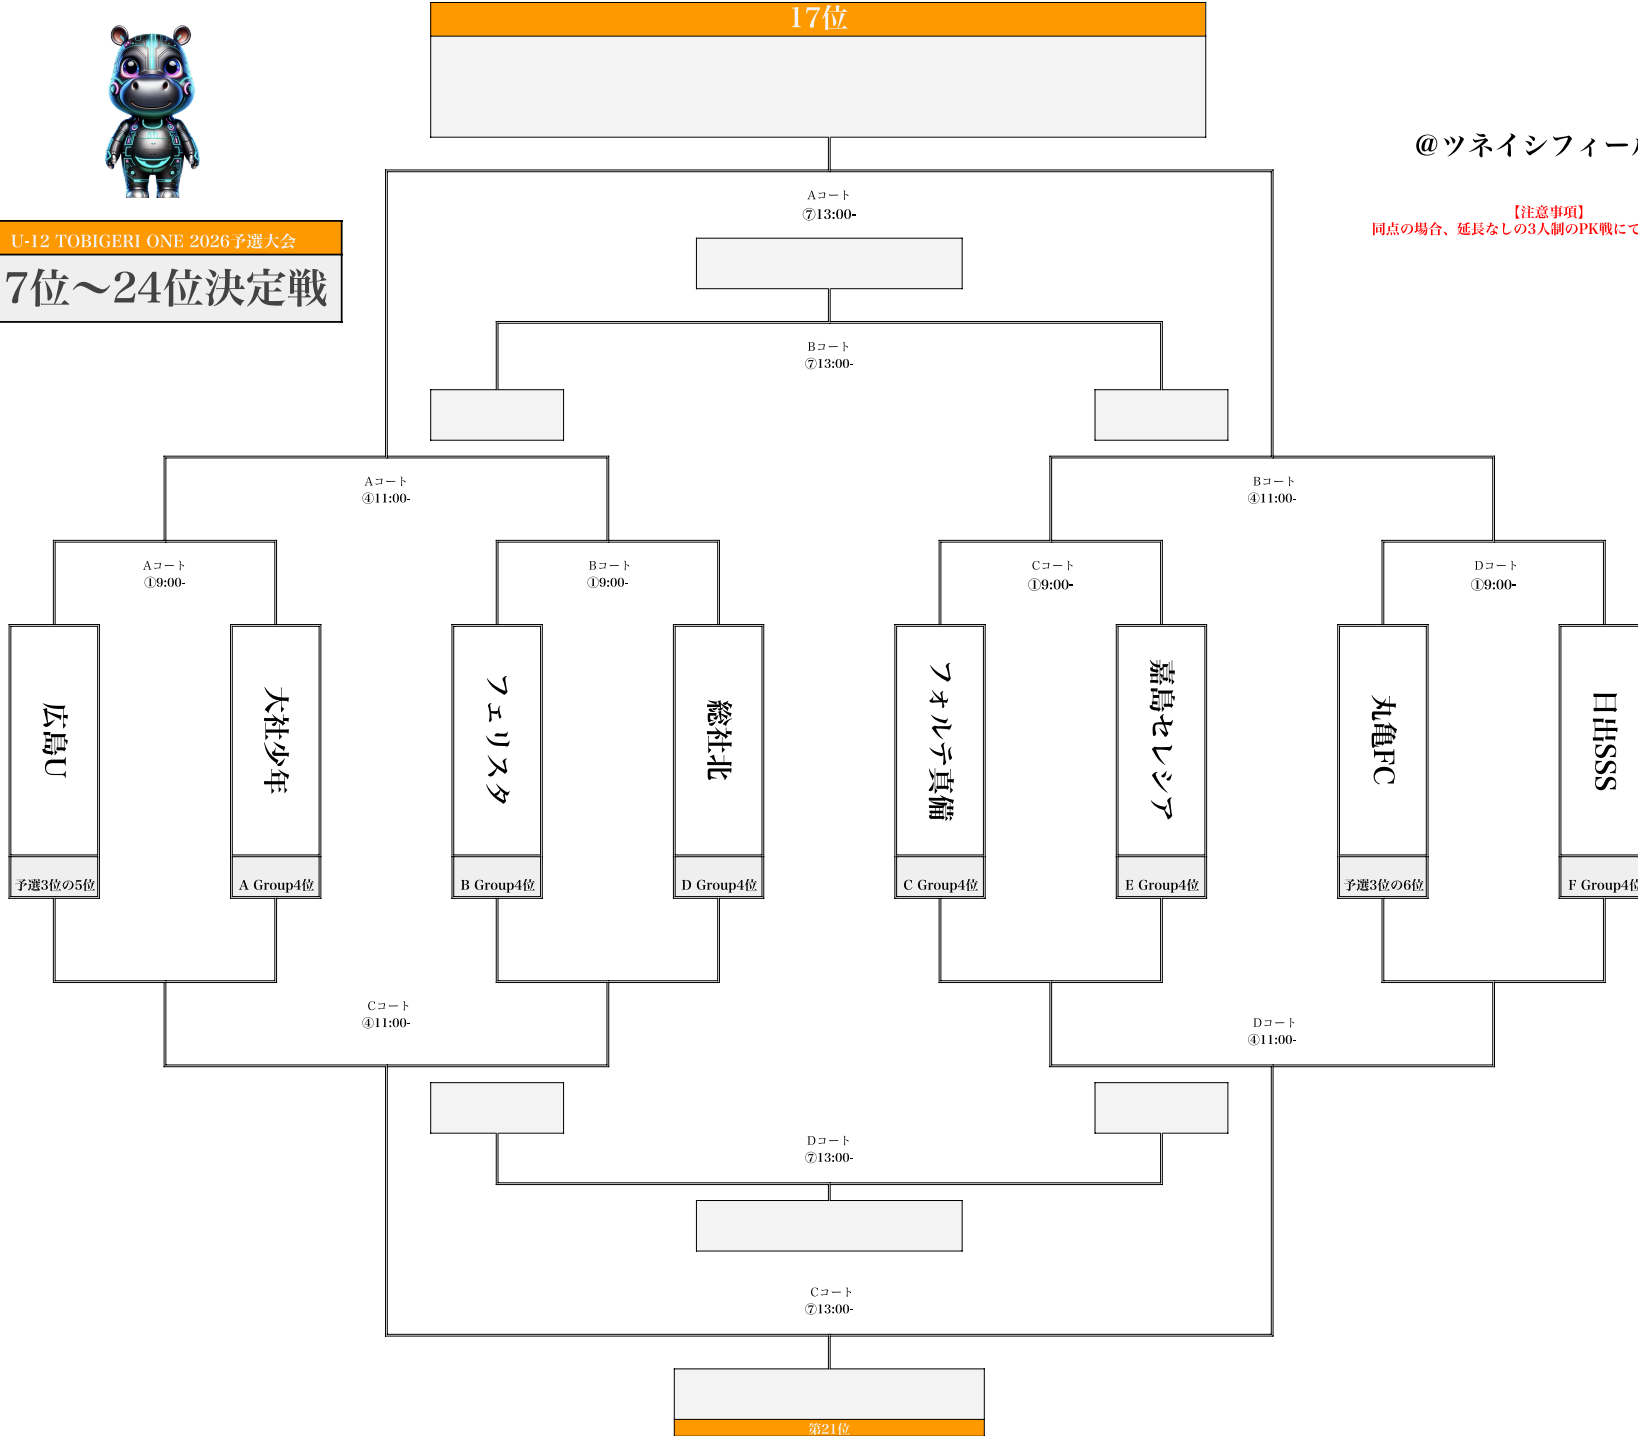 17位
@ツネイシフィー
【注意事項】
同点の場合、延長なしの3人制のPK戦にて
U-12 TOBIGERI ONE 2026予選大会
7位〜24位決定戦
Aコート
⑦13:00-
Bコート
⑦13:00-
Aコート
④11:00-
Bコート
④11:00-
Aコート
①9:00-
Bコート
①9:00-
Cコート
①9:00-
Dコート
①9:00-
広島U
大社少年
フェリスタ
総社北
フォルテ真備
嘉島セレシア
丸亀FC
日出SSS
予選3位の5位
A Group4位
B Group4位
D Group4位
C Group4位
E Group4位
予選3位の6位
F Group4位
Cコート
④11:00-
Dコート
④11:00-
Dコート
⑦13:00-
Cコート
⑦13:00-
第21位